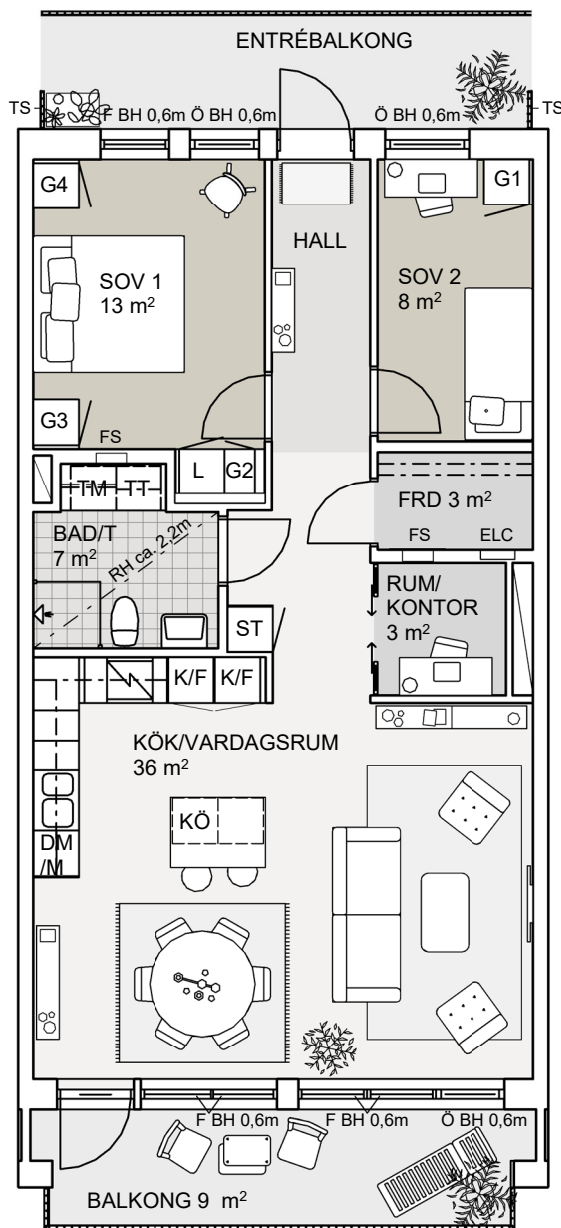 ENTRÉBALKONG
TS
F BH 0,6m
Ö BH 0,6m
Ö BH 0,6m
TS
G4
G1
HALL
SOV 1
13 m²
SOV 2
8 m²
G3
FS
L
G2
TM
TT
FRD 3 m²
FS
ELC
BAD/T
7 m²
RH ca. 2,2m
RUM/
KONTOR
3 m²
ST
K/F
K/F
KÖK/VARDAGSRUM
36 m²
KÖ
DM
/M
F BH 0,6m
F BH 0,6m
Ö BH 0,6m
BALKONG 9 m²